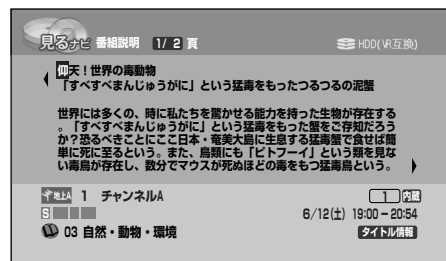 見るナビ 番組説明 1/ 2 頁
HDD(VR互換)
仰天!世界の毒動物
「すべすべまんじゅうがに」という猛毒をもったつるつるの泥蟹
世界には多くの、時に私たちを驚かせる能力を持った生物が存在する
。「すべすべまんじゅうがに」という猛毒をもった蟹をご存知だろう
か?恐るべきことにここ日本・奄美大島に生息する猛毒蟹で食せば簡
単に死に至るという。また、鳥類にも「ピトフーイ」という類を見な
い毒鳥が存在し、数分でマウスが死ぬほどの毒をもつ猛毒鳥という。
地上A 1 チャンネルA
1 内蔵
S
6/12(土) 19:00-20:54
03 自然・動物・環境
タイトル情報